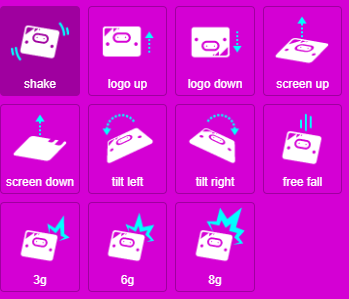 shake
logo up
logo down
screen up
screen down
tilt left
tilt right
free fall
3g
6g
8g